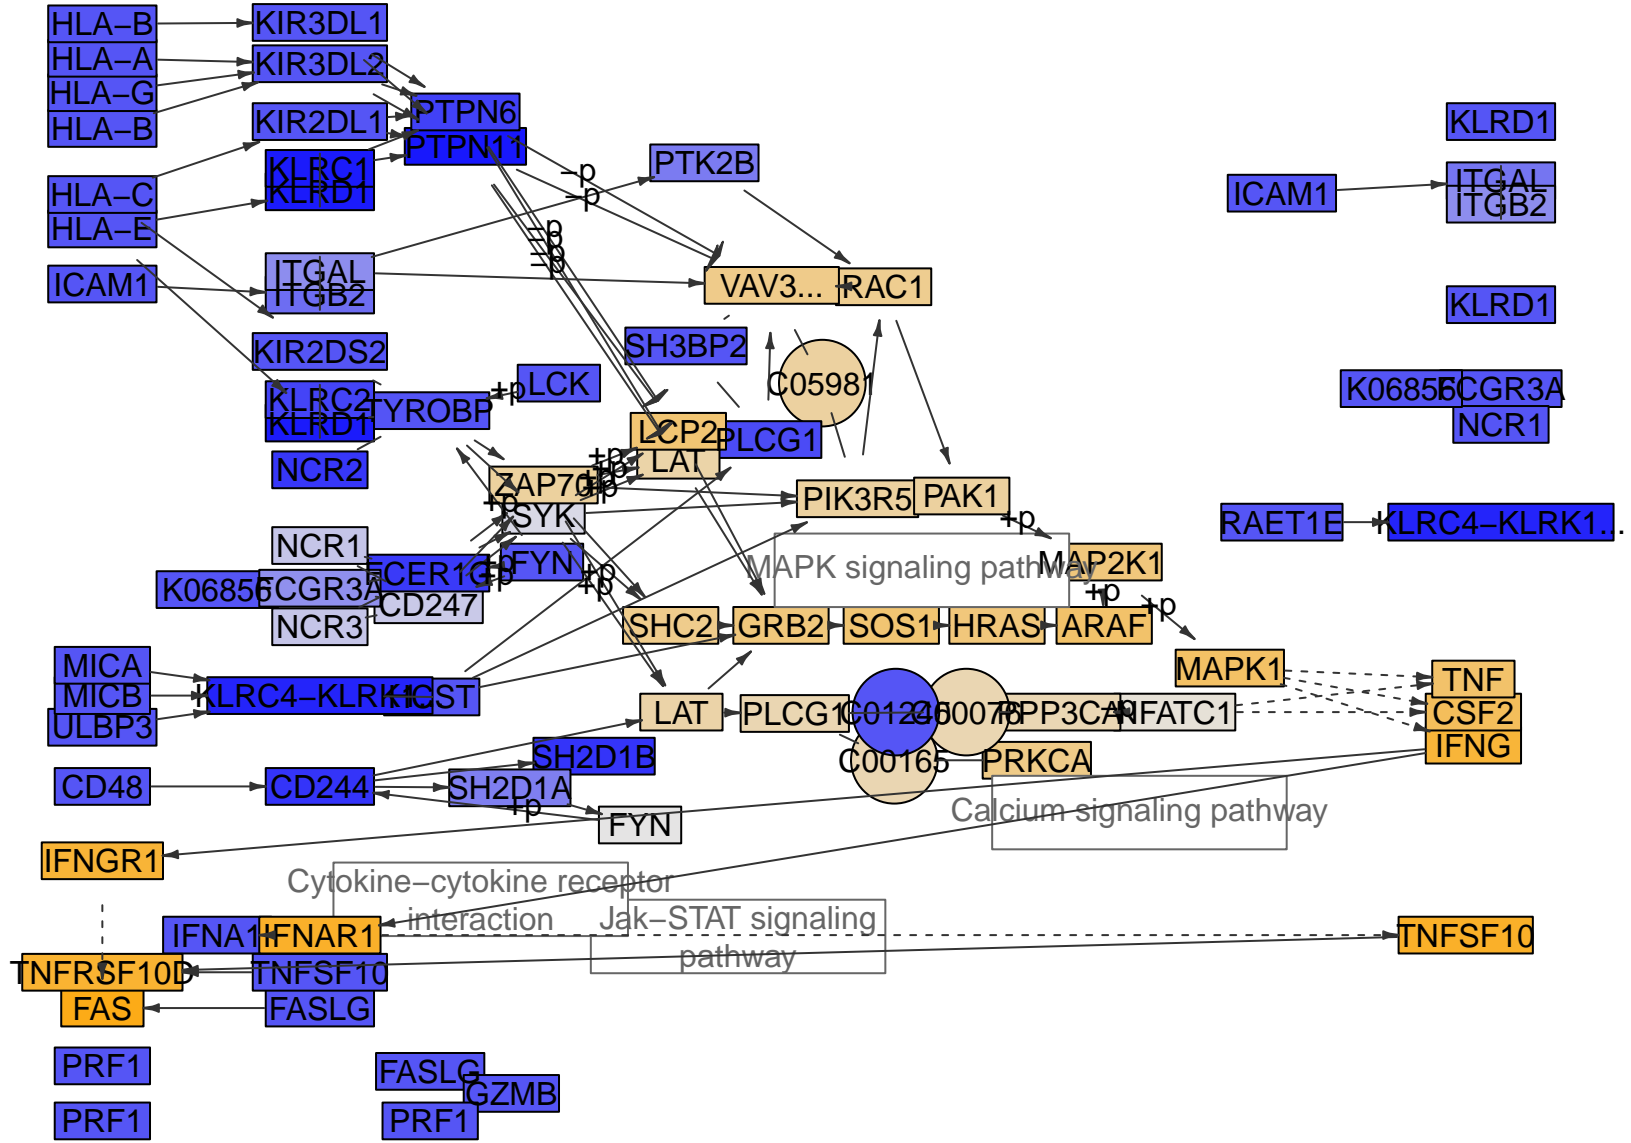 HLA−B
KIR3DL1
HLA−A
KIR3DL2
HLA−G
HLA−B
KIR2DL1
PTPN6
PTPN11
KLRC1
KLRD1
HLA−C
HLA−E
PTK2B
−p
−p
−p
−p
−p
−p
ICAM1
ITGAL
ITGB2
VAV3...
RAC1
KIR2DS2
SH3BP2
C05981
KLRC2
KLRD1
TYROBP
+p
LCK
LCP2
PLCG1
LAT
NCR2
ZAP70
+p
+p
+p
+p
+p
SYK
PIK3R5
PAK1
+p
NCR1
FCER1G
FYN
+p
+p
+p
+p
K06856
FCGR3A
CD247
NCR3
MAPK signaling pathway
MAP2K1
+p
+p
SHC2
GRB2
SOS1
HRAS
ARAF
KLRD1
ICAM1
ITGAL
ITGB2
KLRD1
K06856
FCGR3A
NCR1
RAET1E
KLRC4−KLRK1...
MICA
MICB
ULBP3
KLRC4−KLRK1
HCST
MAPK1
TNF
CSF2
IFNG
LAT
PLCG1
C01245
C00076
PPP3CA
−p
NFATC1
C00165
PRKCA
CD48
CD244
SH2D1B
SH2D1A
+p
FYN
Calcium signaling pathway
IFNGR1
Cytokine−cytokine receptor
interaction
Jak−STAT signaling
pathway
IFNA1
IFNAR1
TNFSF10
TNFRSF10D
TNFSF10
FAS
FASLG
PRF1
FASLG
GZMB
PRF1
PRF1